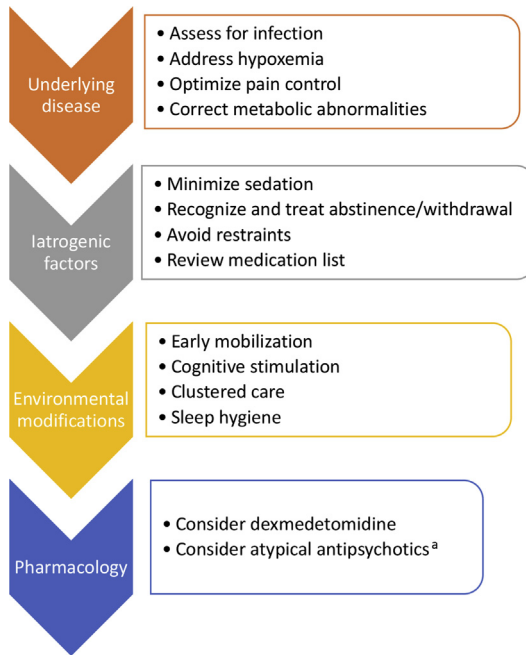 Underlying
disease
• Assess for infection
• Address hypoxemia
• Optimize pain control
• Correct metabolic abnormalities
Iatrogenic
factors
• Minimize sedation
• Recognize and treat abstinence/withdrawal
• Avoid restraints
• Review medication list
Environmental
modifications
• Early mobilization
• Cognitive stimulation
• Clustered care
• Sleep hygiene
Pharmacology
• Consider dexmedetomidine
• Consider atypical antipsychotics a